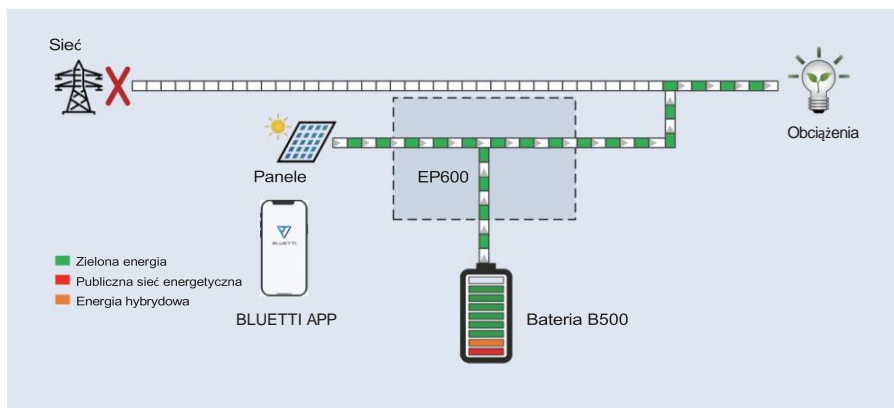 Sieć
Obciążenia
Panele
EP600
BLUETTI
Zielona energia
Publiczna sieć energetyczna
Energia hybrydowa
BLUETTI APP
Bateria B500